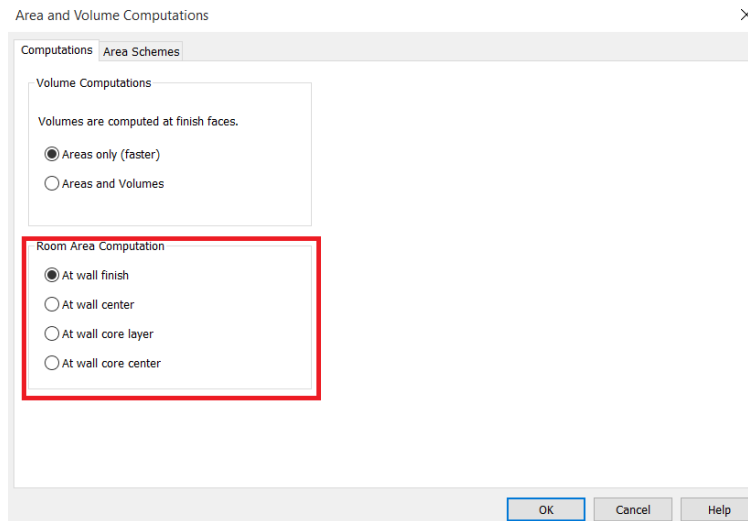 Area and Volume Computations
Computations
Area Schemes
Volume Computations
Volumes are computed at finish faces.
Areas only (faster)
Areas and Volumes
Room Area Computation
At wall finish
At wall center
At wall core layer
At wall core center
OK
Cancel
Help